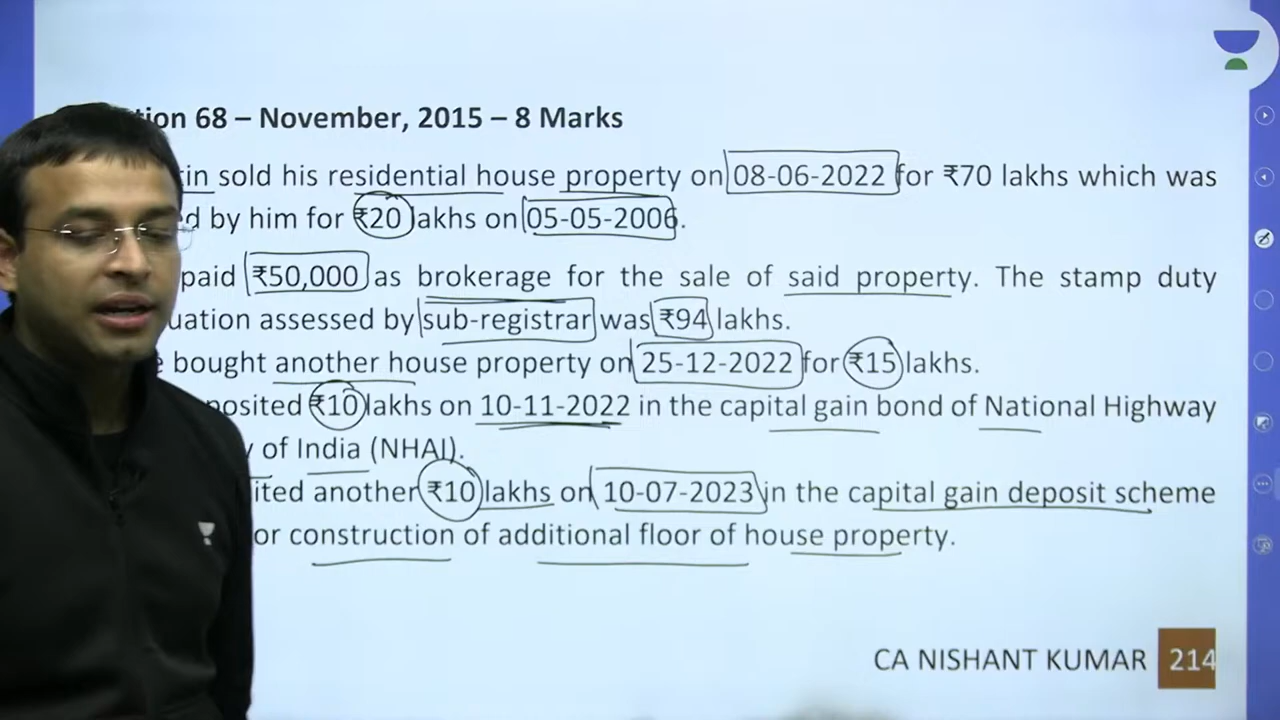 tion 68 – November, 2015 – 8 Marks
tin sold his residential house property on 08-06-2022 for ₹70 lakhs which was
d by him for ₹20 lakhs on 05-05-2006.
paid ₹50,000 as brokerage for the sale of said property. The stamp duty
uation assessed by sub-registrar was ₹94 lakhs.
e bought another house property on 25-12-2022 for ₹15 lakhs.
posited ₹10 lakhs on 10-11-2022 in the capital gain bond of National Highway
y of India (NHAI).
ited another ₹10 lakhs on 10-07-2023 in the capital gain deposit scheme
or construction of additional floor of house property.
CA NISHANT KUMAR 214